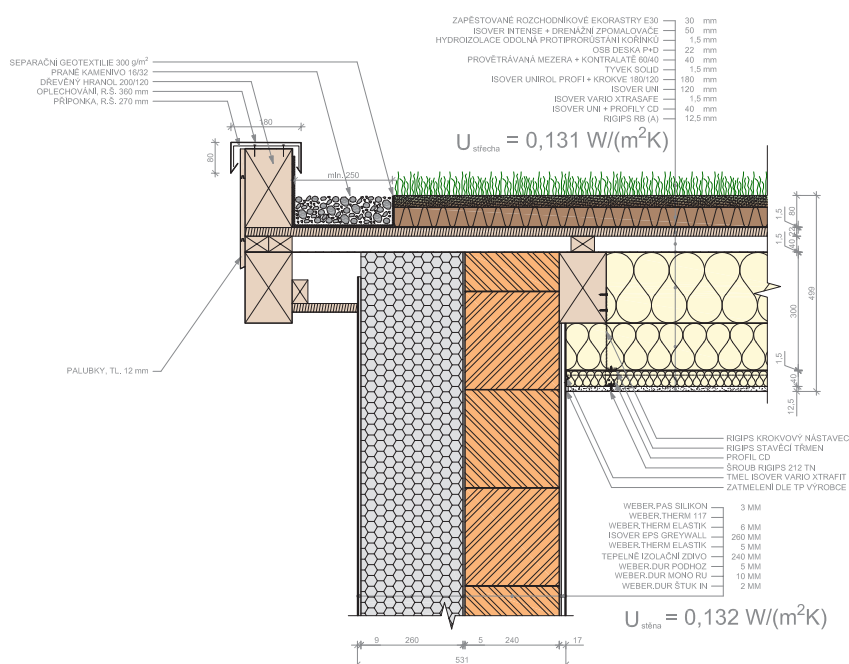 ZAPĚSTOVANÉ ROZCHODNÍKOVÉ EKORASTRY E30 30 mm
ISOVER INTENSE + DRENÁŽNÍ ZPOMALOVAČE 50 mm
HYDROIZOLACE ODOLNÁ PROTIPRORŮSTÁNÍ KOŘÍNKŮ 1,5 mm
OSB DESKA P+D 22 mm
PROVĚTRÁVANÁ MEZERA + KONTRALATĚ 60/40 40 mm
TYVEK SOLID 1,5 mm
ISOVER UNIROL PROFI + KROKVE 180/120 180 mm
ISOVER UNI 120 mm
ISOVER VARIO XTRASAFE 1,5 mm
ISOVER UNI + PROFILY CD 40 mm
RIGIPS RB (A) 12,5 mm
U střecha = 0,131 W/(m²K)
SEPARAČNÍ GEOTEXTILIE 300 g/m²
PRANÉ KAMENIVO 16/32
DŘEVĚNÝ HRANOL 200/120
OPLECHOVÁNÍ, R.Š. 360 mm
PŘÍPONKA, R.Š. 270 mm
180
80
min. 250
1,5
80
1,5
40
22
300
499
1,5
40
12,5
PALUBKY, TL. 12 mm
RIGIPS KROKVOVÝ NÁSTAVEC
RIGIPS STAVĚCÍ TŘMEN
PROFIL CD
ŠROUB RIGIPS 212 TN
TMEL ISOVER VARIO XTRAFIT
ZATMELENÍ DLE TP VÝROBCE
WEBER.PAS SILIKON 3 MM
WEBER.THERM 117
WEBER.THERM ELASTIK 6 MM
ISOVER EPS GREYWALL 260 MM
WEBER.THERM ELASTIK 5 MM
TEPELNĚ IZOLAČNÍ ZDIVO 240 MM
WEBER.DUR PODHOZ 5 MM
WEBER.DUR MONO RU 10 MM
WEBER.DUR ŠTUK IN 2 MM
U stěna = 0,132 W/(m²K)
9 260 5 240 17
531